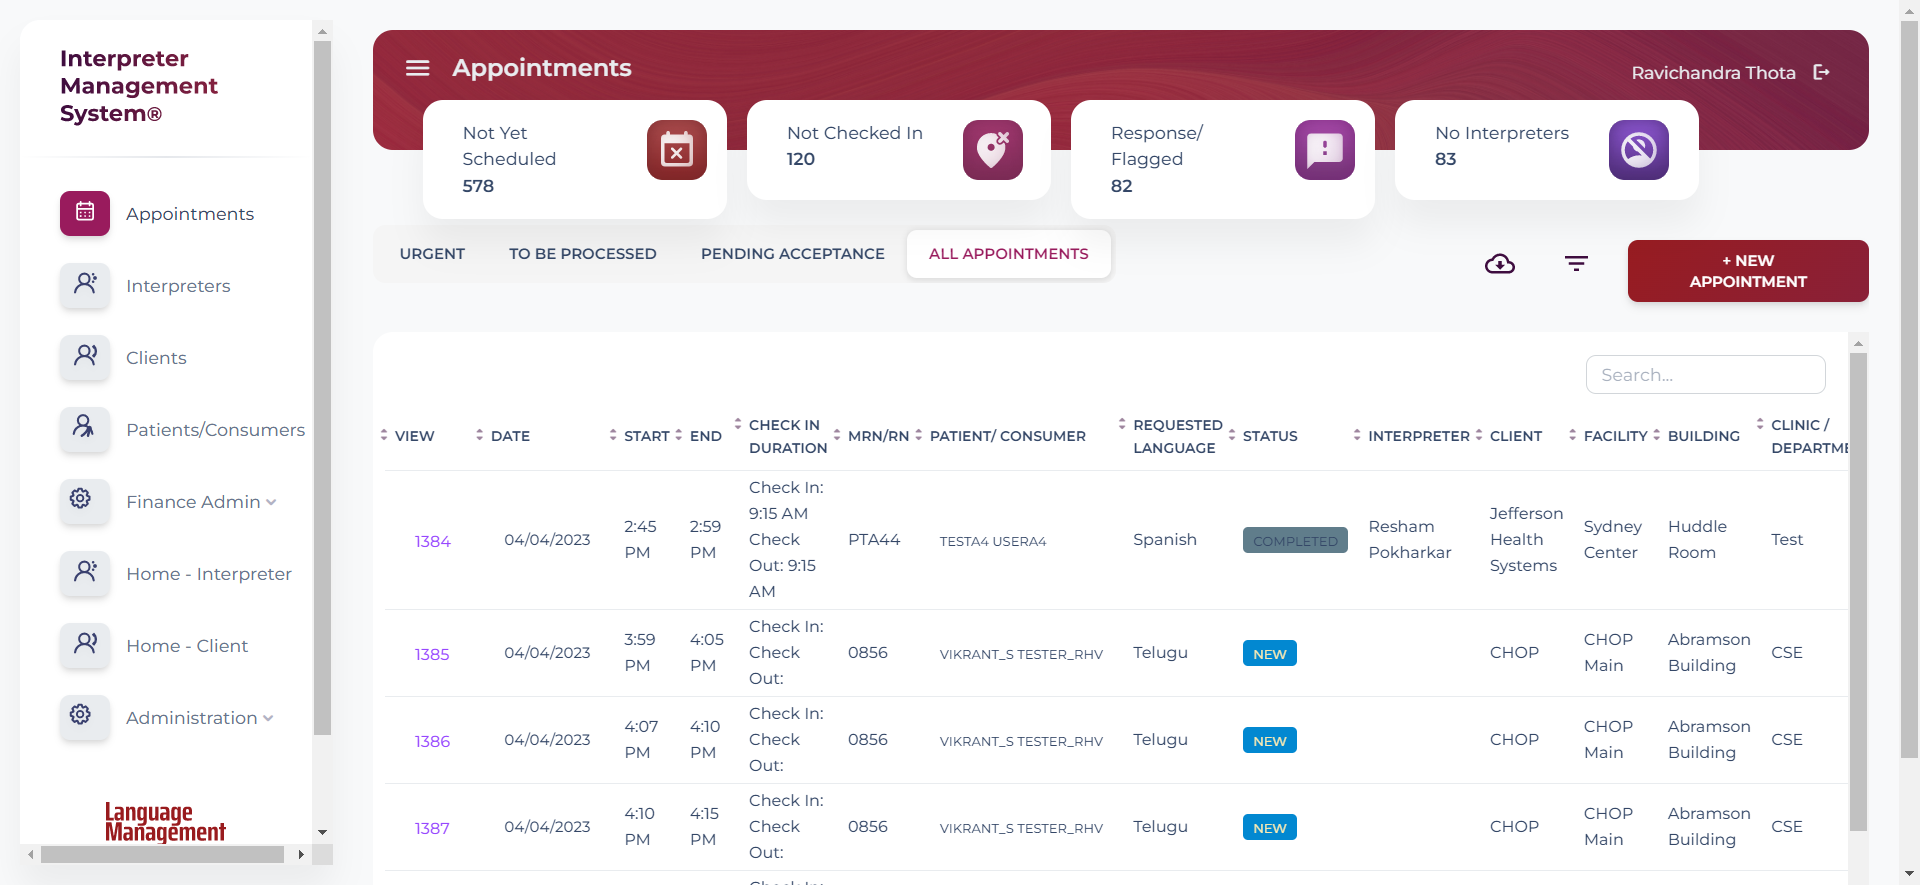 Interpreter
Management
System®
Appointments
Interpreters
Clients
Patients/Consumers
Finance Admin
Home - Interpreter
Home - Client
Administration
Language
Management
Appointments
Ravichandra Thota
Not Yet
Scheduled
578
Not Checked In
120
Response/
Flagged
82
No Interpreters
83
URGENT TO BE PROCESSED PENDING ACCEPTANCE ALL APPOINTMENTS
+ NEW
APPOINTMENT
Search...
VIEW DATE START END CHECK IN DURATION MRN/RN PATIENT/ CONSUMER REQUESTED LANGUAGE STATUS INTERPRETER CLIENT FACILITY BUILDING CLINIC /
1384 04/04/2023 2:45 PM 2:59 PM Check In: 9:15 AM Check Out: 9:15 AM PTA44 TESTA4 USERA4 Spanish COMPLETED Resham Pokharkar Jefferson Health Systems Sydney Center Huddle Room Test
1385 04/04/2023 3:59 PM 4:05 PM Check In: Check Out: 0856 VIKRANT_S TESTER_RHV Telugu NEW CHOP CHOP Main Abramson Building CSE
1386 04/04/2023 4:07 PM 4:10 PM Check In: Check Out: 0856 VIKRANT_S TESTER_RHV Telugu NEW CHOP CHOP Main Abramson Building CSE
1387 04/04/2023 4:10 PM 4:15 PM Check In: Check Out: 0856 VIKRANT_S TESTER_RHV Telugu NEW CHOP CHOP Main Abramson Building CSE